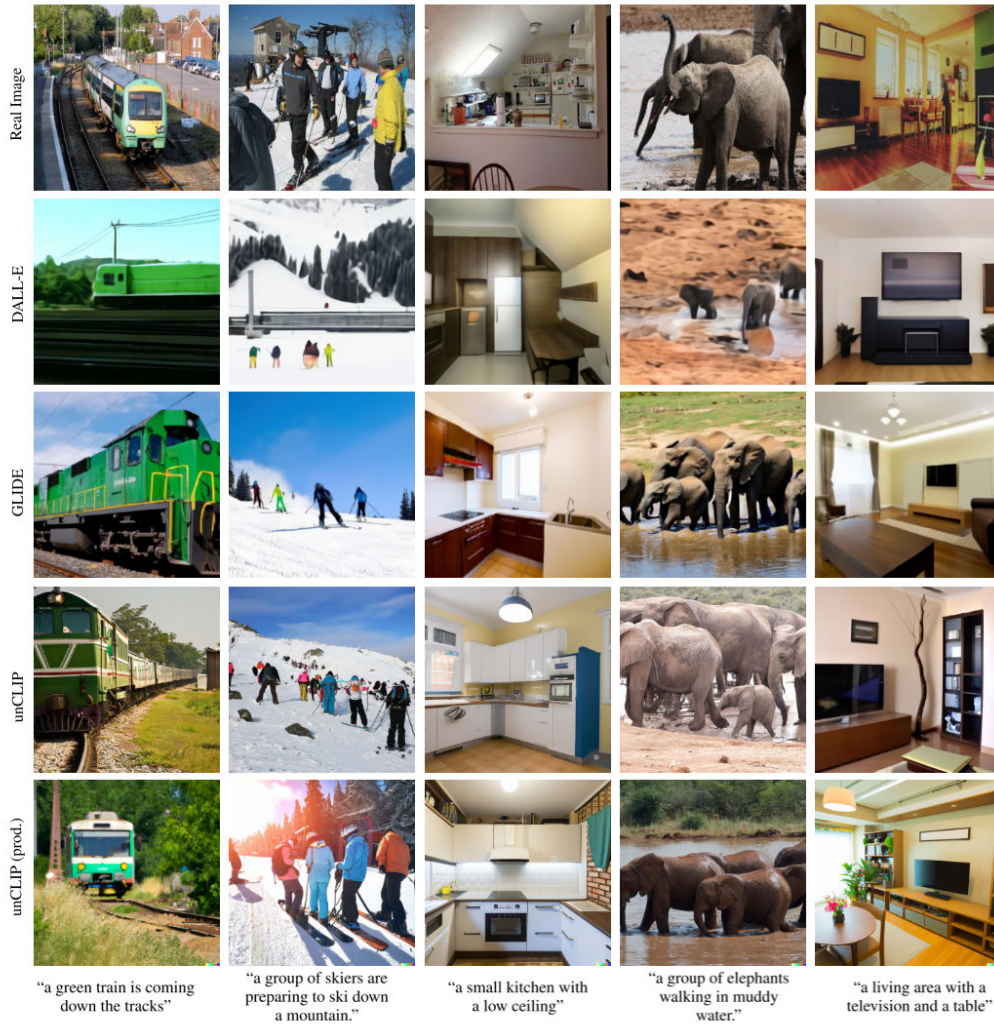 Real Image
DALL-E
GLIDE
unCLIP
unCLIP (prod.)
“a green train is coming
down the tracks”
“a group of skiers are
preparing to ski down
a mountain.”
“a small kitchen with
a low ceiling”
“a group of elephants
walking in muddy
water.”
“a living area with a
television and a table”